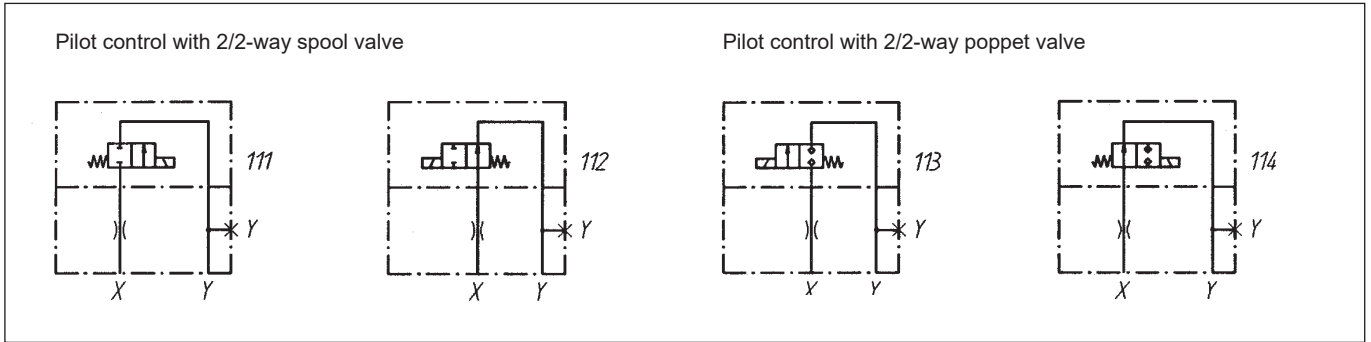 Pilot control with 2/2-way spool valve
Pilot control with 2/2-way poppet valve
111
112
113
114
Y
Y
Y
Y
X Y
X Y
X Y
X Y